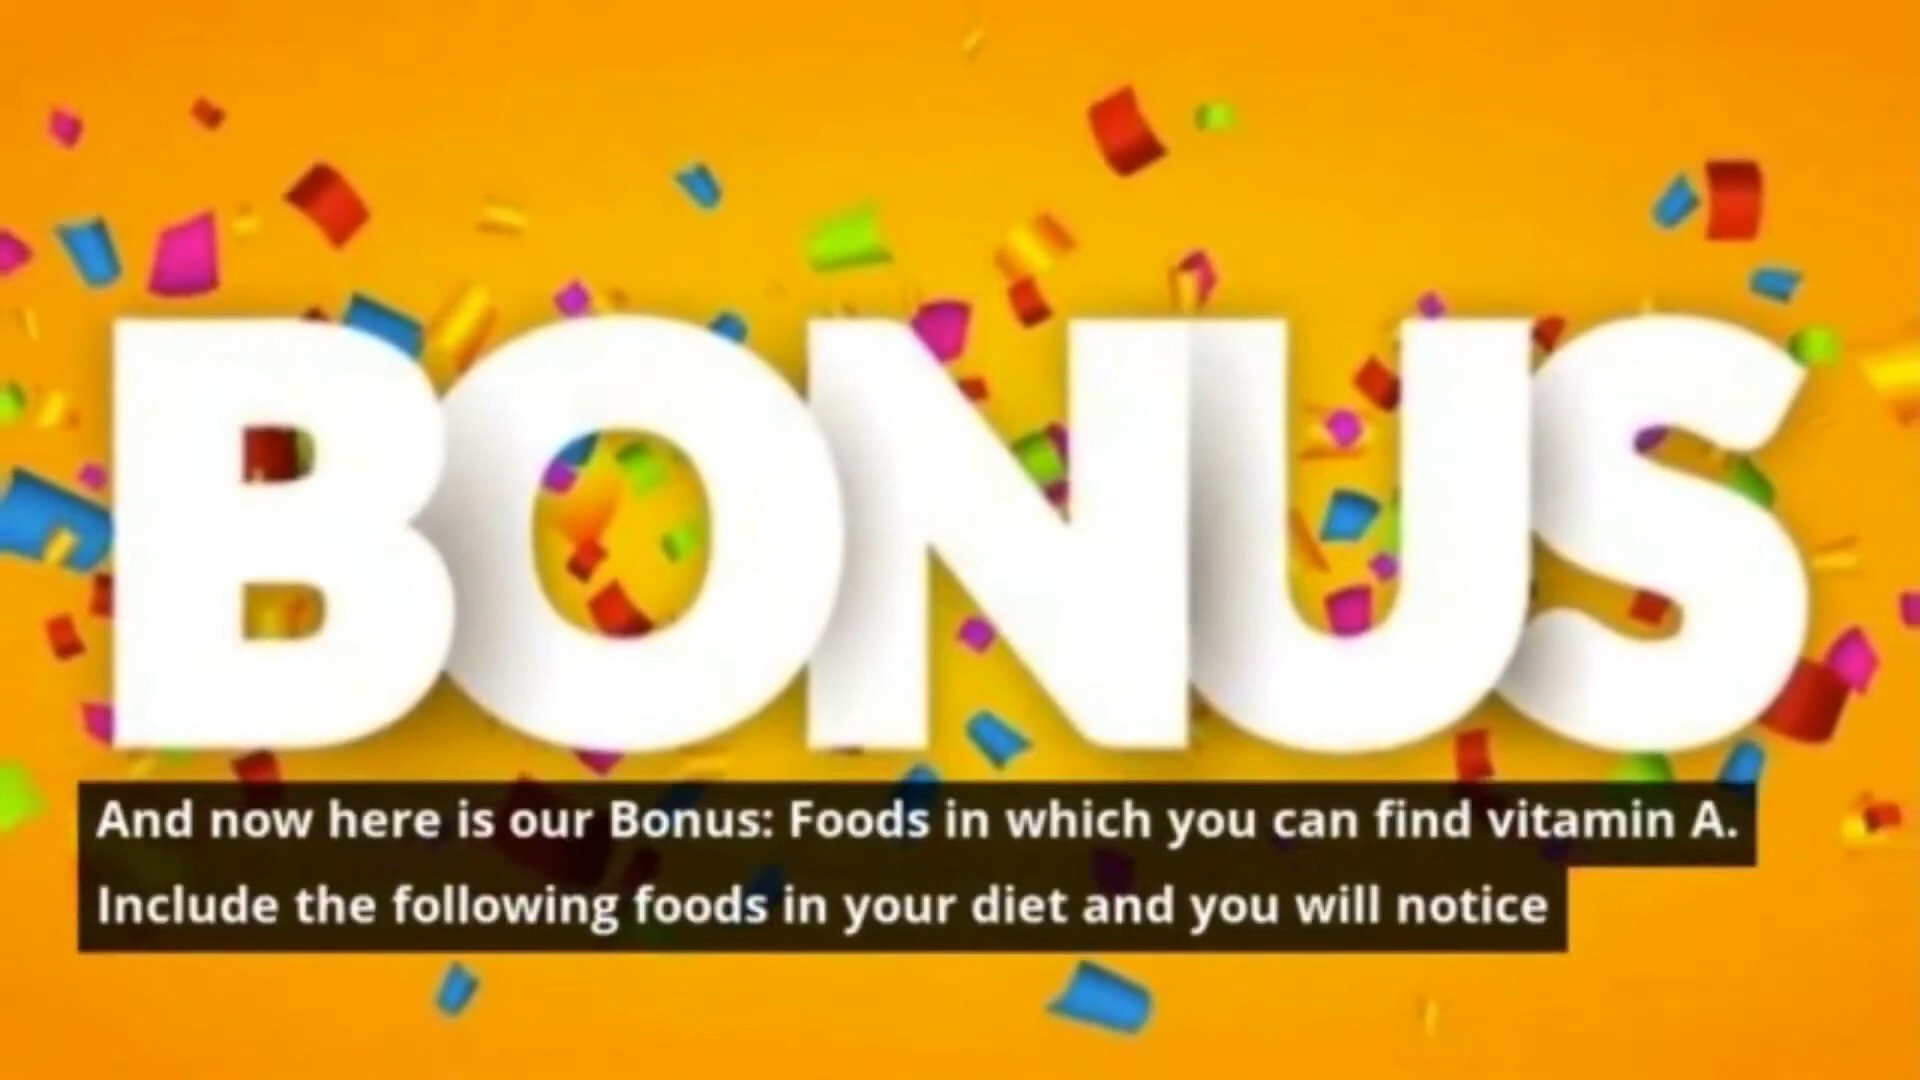 BONUS
And now here is our Bonus: Foods in which you can find vitamin A.
Include the following foods in your diet and you will notice